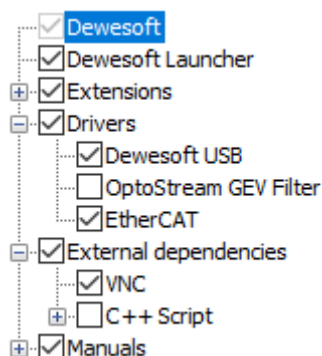 Dewesoft
Dewesoft Launcher
Extensions
Drivers
Dewesoft USB
OptoStream GEV Filter
EtherCAT
External dependencies
VNC
C++ Script
Manuals